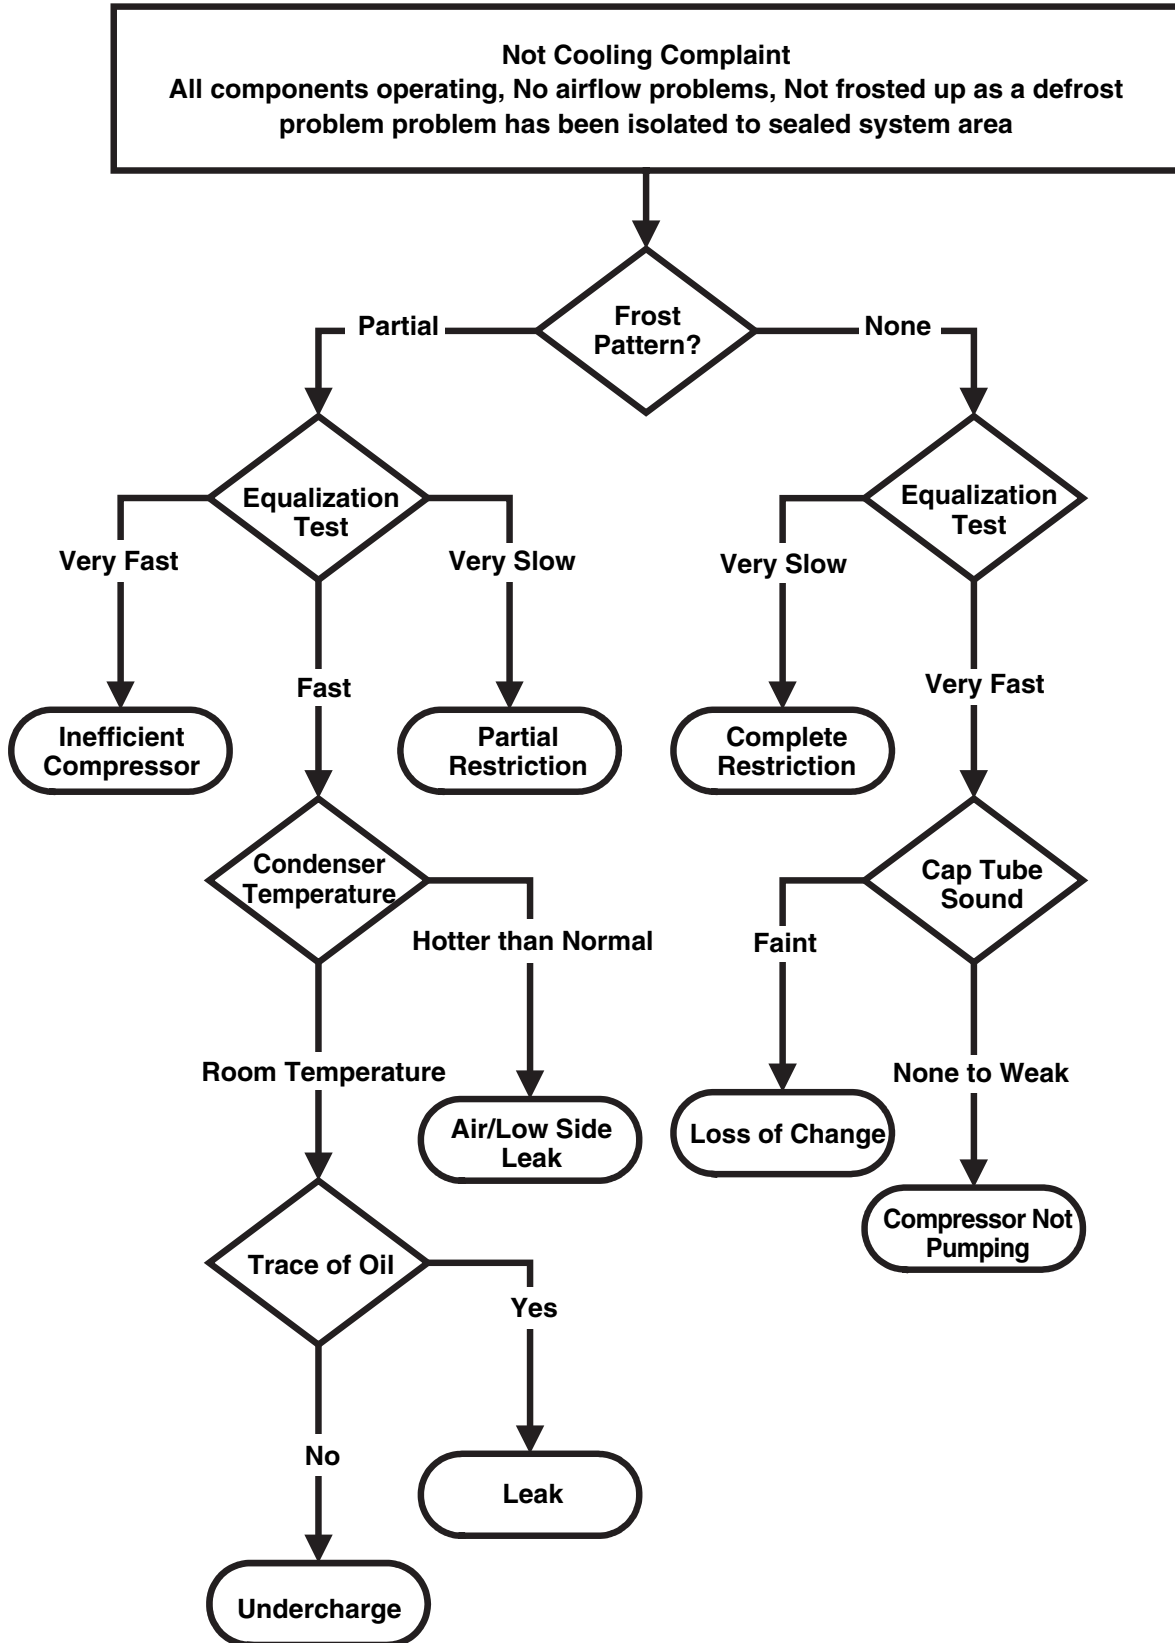 Not Cooling Complaint
All components operating, No airflow problems, Not frosted up as a defrost
problem problem has been isolated to sealed system area
Frost
Pattern?
Partial
None
Equalization
Test
Equalization
Test
Very Fast
Very Slow
Very Slow
Fast
Very Fast
Inefficient
Compressor
Partial
Restriction
Complete
Restriction
Condenser
Temperature
Cap Tube
Sound
Hotter than Normal
Faint
Room Temperature
None to Weak
Air/Low Side
Leak
Loss of Change
Compressor Not
Pumping
Trace of Oil
Yes
No
Leak
Undercharge